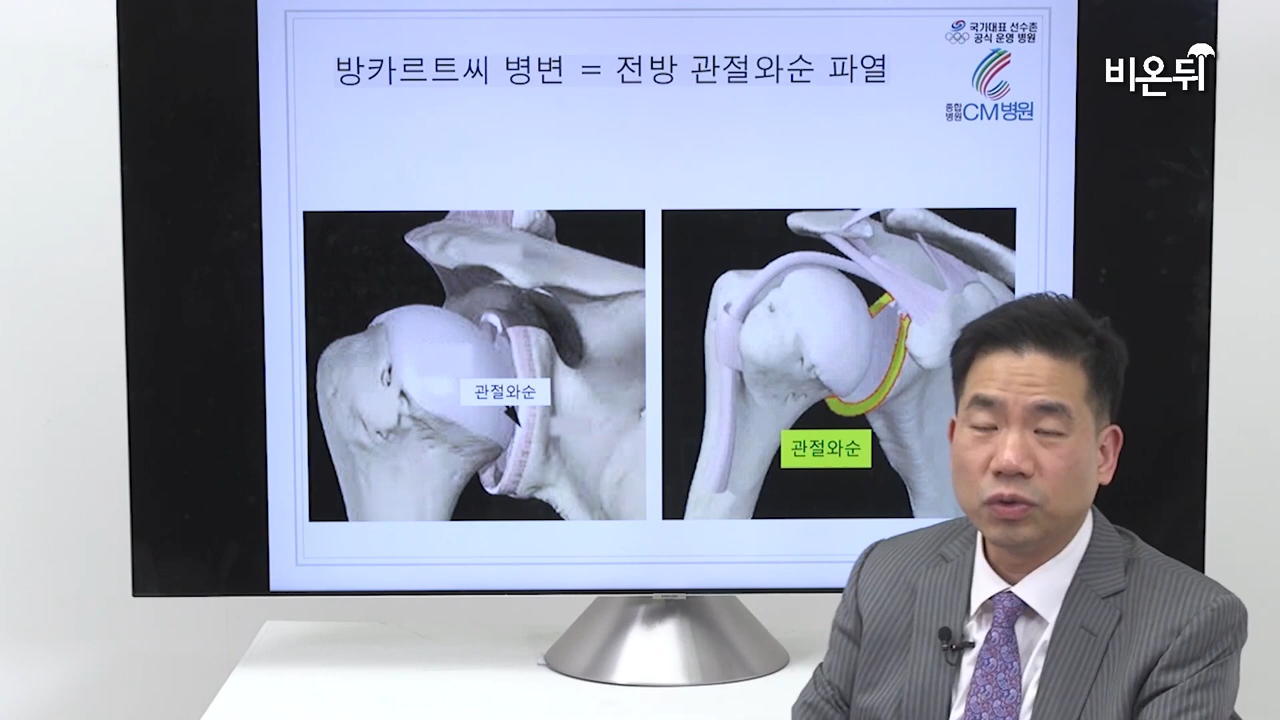 방카르트씨 병변 = 전방 관절와순 파열
국가대표 선수촌
공식 운영 병원
종합
병원 CM병원
비온뒤
관절와순
관절와순